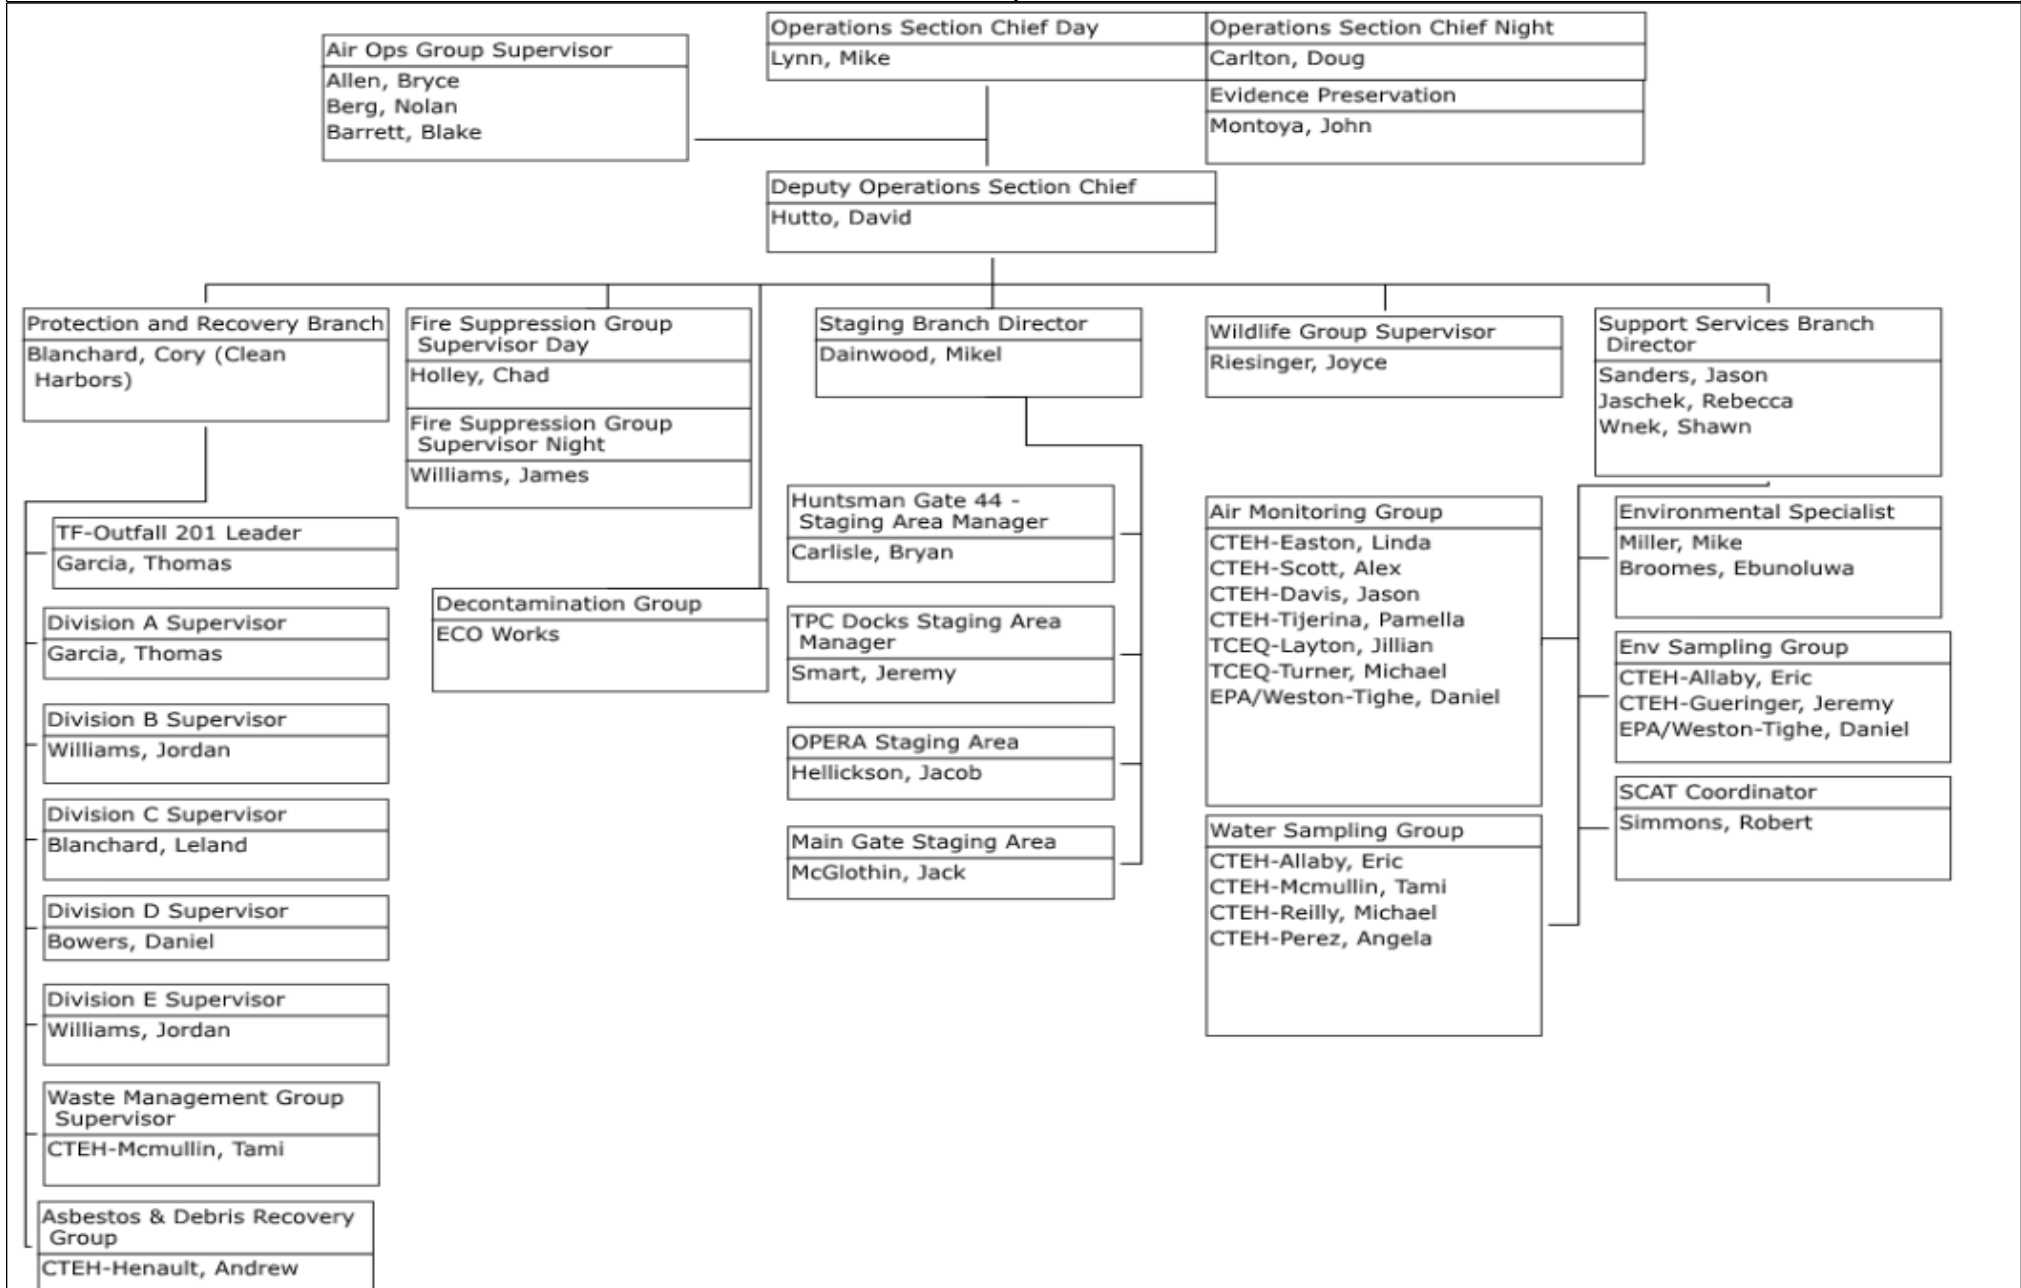 Operations Section Chief Day
Lynn, Mike
Operations Section Chief Night
Carlton, Doug
Evidence Preservation
Montoya, John
Air Ops Group Supervisor
Allen, Bryce
Berg, Nolan
Barrett, Blake
Deputy Operations Section Chief
Hutto, David
Protection and Recovery Branch
Blanchard, Cory (Clean
Harbors)
TF-Outfall 201 Leader
Garcia, Thomas
Division A Supervisor
Garcia, Thomas
Division B Supervisor
Williams, Jordan
Division C Supervisor
Blanchard, Leland
Division D Supervisor
Bowers, Daniel
Division E Supervisor
Williams, Jordan
Waste Management Group
Supervisor
CTEH-Mcmullin, Tami
Asbestos & Debris Recovery
Group
CTEH-Henault, Andrew
Fire Suppression Group
Supervisor Day
Holley, Chad
Fire Suppression Group
Supervisor Night
Williams, James
Decontamination Group
ECO Works
Staging Branch Director
Dainwood, Mikel
Huntsman Gate 44 -
Staging Area Manager
Carlisle, Bryan
TPC Docks Staging Area
Manager
Smart, Jeremy
OPERA Staging Area
Hellickson, Jacob
Main Gate Staging Area
McGlothin, Jack
Wildlife Group Supervisor
Riesinger, Joyce
Support Services Branch
Director
Sanders, Jason
Jaschek, Rebecca
Wnek, Shawn
Air Monitoring Group
CTEH-Easton, Linda
CTEH-Scott, Alex
CTEH-Davis, Jason
CTEH-Tijerina, Pamella
TCEQ-Layton, Jillian
TCEQ-Turner, Michael
EPA/Weston-Tighe, Daniel
Water Sampling Group
CTEH-Allaby, Eric
CTEH-Mcmullin, Tami
CTEH-Reilly, Michael
CTEH-Perez, Angela
Environmental Specialist
Miller, Mike
Broomes, Ebunoluwa
Env Sampling Group
CTEH-Allaby, Eric
CTEH-Gueringer, Jeremy
EPA/Weston-Tighe, Daniel
SCAT Coordinator
Simmons, Robert